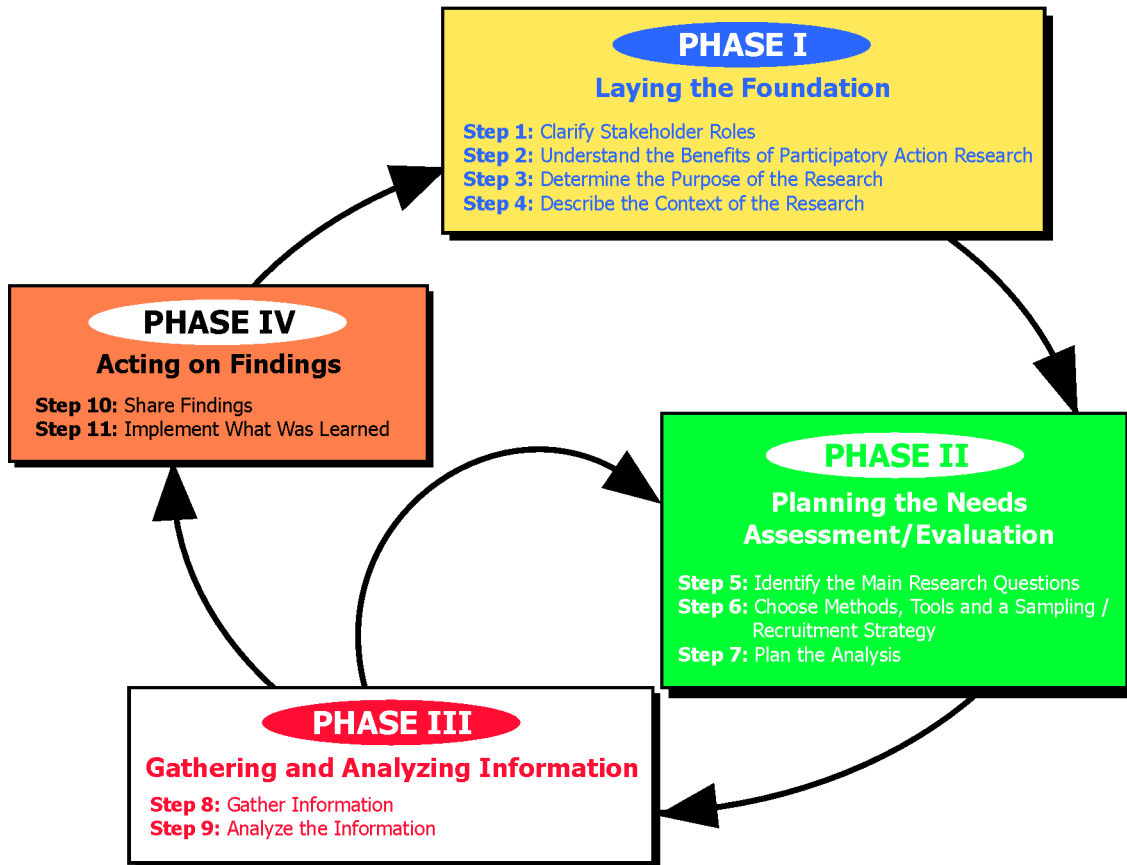 PHASE I
Laying the Foundation
Step 1: Clarify Stakeholder Roles
Step 2: Understand the Benefits of Participatory Action Research
Step 3: Determine the Purpose of the Research
Step 4: Describe the Context of the Research
PHASE II
Planning the Needs
Assessment/Evaluation
Step 5: Identify the Main Research Questions
Step 6: Choose Methods, Tools and a Sampling /
Recruitment Strategy
Step 7: Plan the Analysis
PHASE III
Gathering and Analyzing Information
Step 8: Gather Information
Step 9: Analyze the Information
PHASE IV
Acting on Findings
Step 10: Share Findings
Step 11: Implement What Was Learned